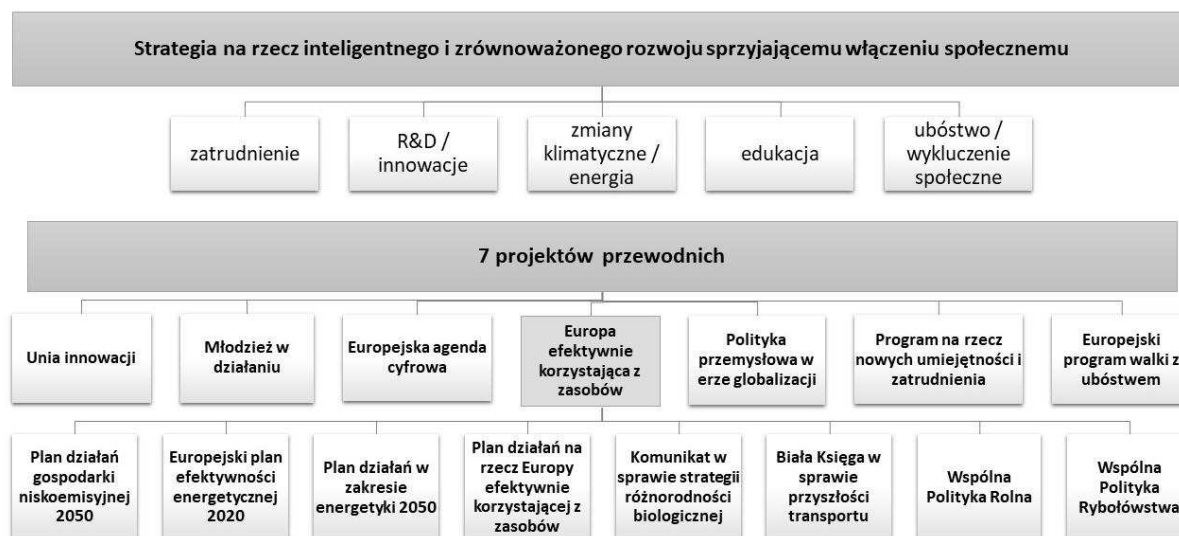 Strategia na rzecz inteligentnego i zrównoważonego rozwoju sprzyjającemu włączeniu społecznemu
zatrudnienie
R&D /
innowacje
zmiany
klimatyczne /
energia
edukacja
ubóstwo /
wykluczenie
społeczne
7 projektów przewodnich
Unia innowacji
Młodzież w
działaniu
Europejska agenda
cyfrowa
Europa
efektywnie
korzystająca z
zasobów
Polityka
przemysłowa w
erze globalizacji
Program na rzecz
nowych umiejętności i
zatrudnienia
Europejski
program walki z
ubóstwem
Plan działań
gospodarki
niskoemisyjnej
2050
Europejski plan
efektywności
energetycznej
2020
Plan działań w
zakresie
energetyki 2050
Plan działań na
rzecz Europy
efektywnie
korzystającej z
zasobów
Komunikat w
sprawie strategii
różnorodności
biologicznej
Biała Księga w
sprawie
przyszłości
transportu
Wspólna
Polityka Rolna
Wspólna
Polityka
Rybołówstwa